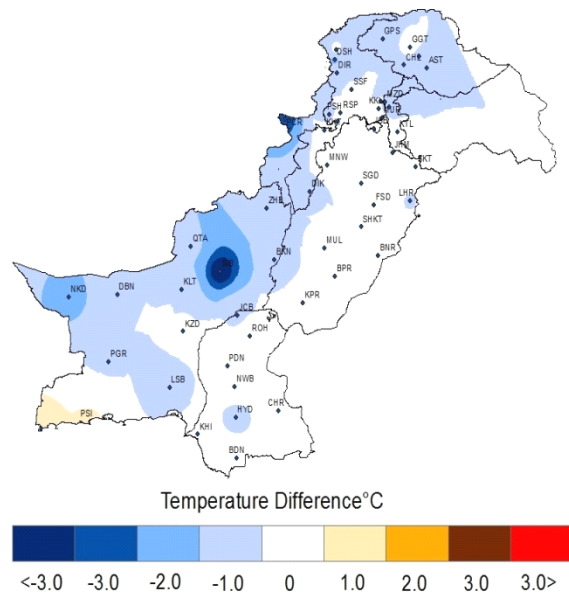 GPS
GGT
DSH
CHL
AST
DIR
SSF
MZD
PSH
RSP
KTL
JHM
SKT
MNW
SGD
DIK
LHR
ZHB
FSD
SHKT
QTA
MUL
BNR
BKN
BPR
NKD
DBN
KLT
KPR
JCB
KZD
ROH
PGR
PDN
LSB
NWB
PSI
HYD
CHR
KHI
BDN
Temperature Difference°C
<-3.0 -3.0 -2.0 -1.0 0 1.0 2.0 3.0 3.0>